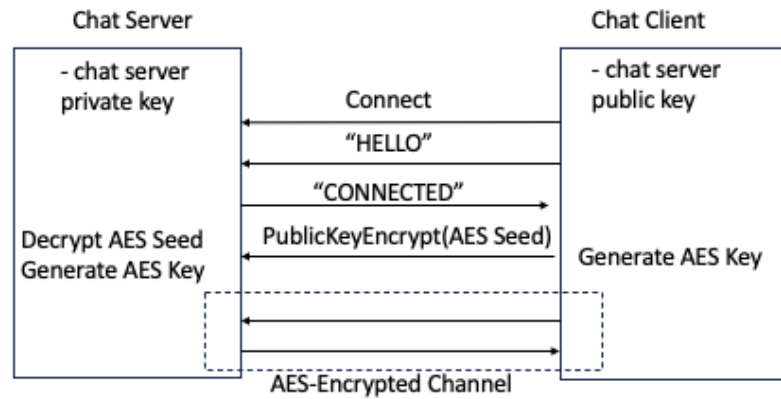 Chat Server
Chat Client
- chat server
private key
- chat server
public key
Connect
“HELLO”
“CONNECTED”
PublicKeyEncrypt(AES Seed)
Decrypt AES Seed
Generate AES Key
Generate AES Key
AES-Encrypted Channel